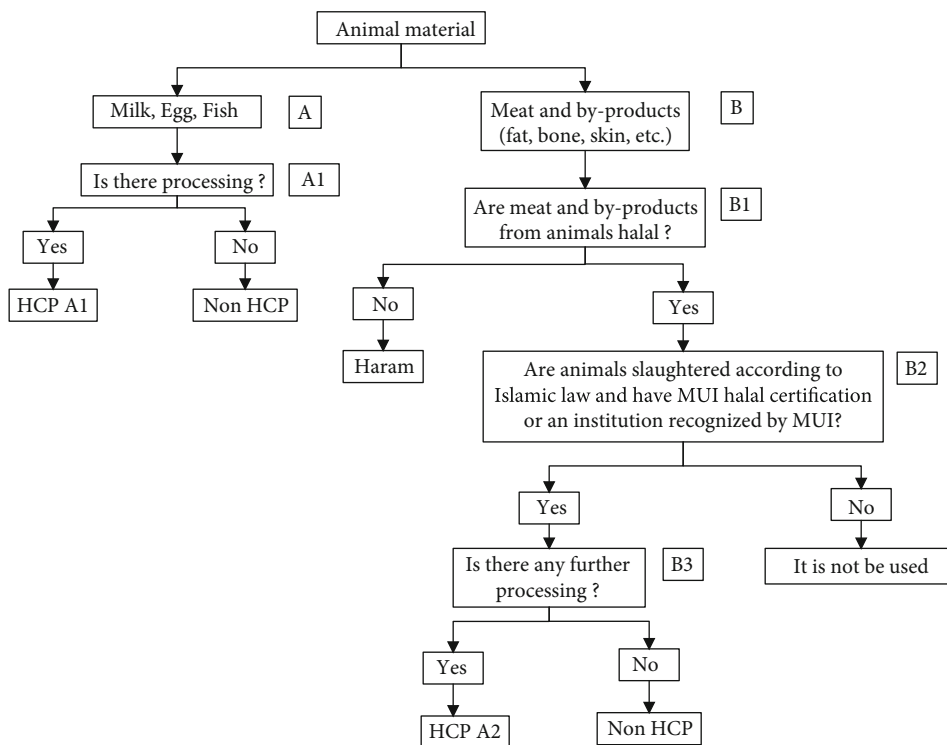 Animal material
Milk, Egg, Fish
A
Meat and by-products
(fat, bone, skin, etc.)
B
Is there processing ?
A1
Are meat and by-products
from animals halal ?
B1
Yes
No
HCP A1
Non HCP
No
Yes
Haram
Are animals slaughtered according to
Islamic law and have MUI halal certification
or an institution recognized by MUI?
B2
Yes
No
Is there any further
processing ?
B3
It is not be used
Yes
No
HCP A2
Non HCP